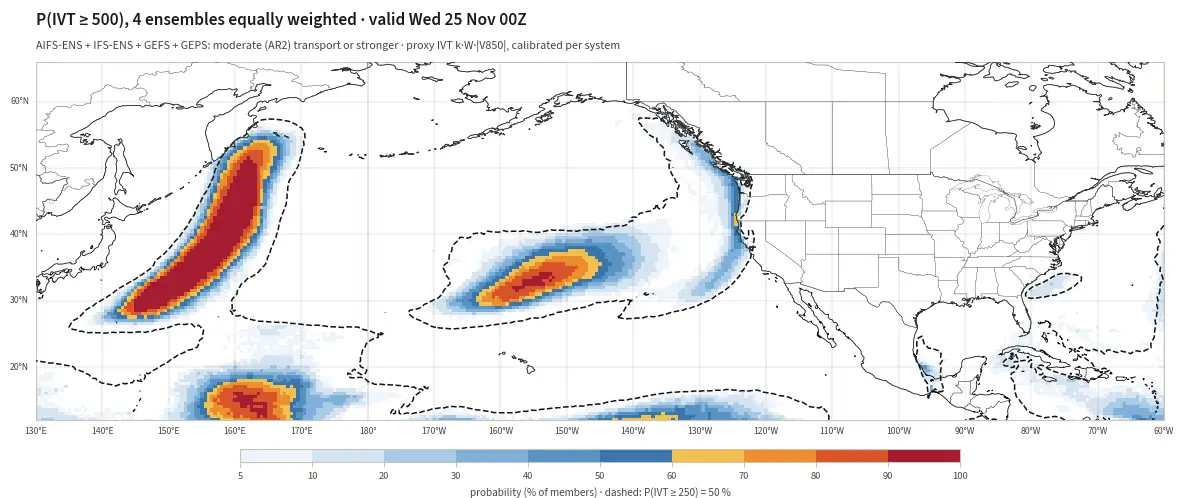 P(IVT ≥ 500), 4 ensembles equally weighted · valid Wed 25 Nov 00Z
AIFS-ENS + IFS-ENS + GEFS + GEPS: moderate (AR2) transport or stronger · proxy IVT k·W·|V850|, calibrated per system
60°N
50°N
40°N
30°N
20°N
130°E 140°E 150°E 160°E 170°E 180° 170°W 160°W 150°W 140°W 130°W 120°W 110°W 100°W 90°W 80°W 70°W 60°W
5 10 20 30 40 50 60 70 80 90 100
probability (% of members) · dashed: P(IVT ≥ 250) = 50 %